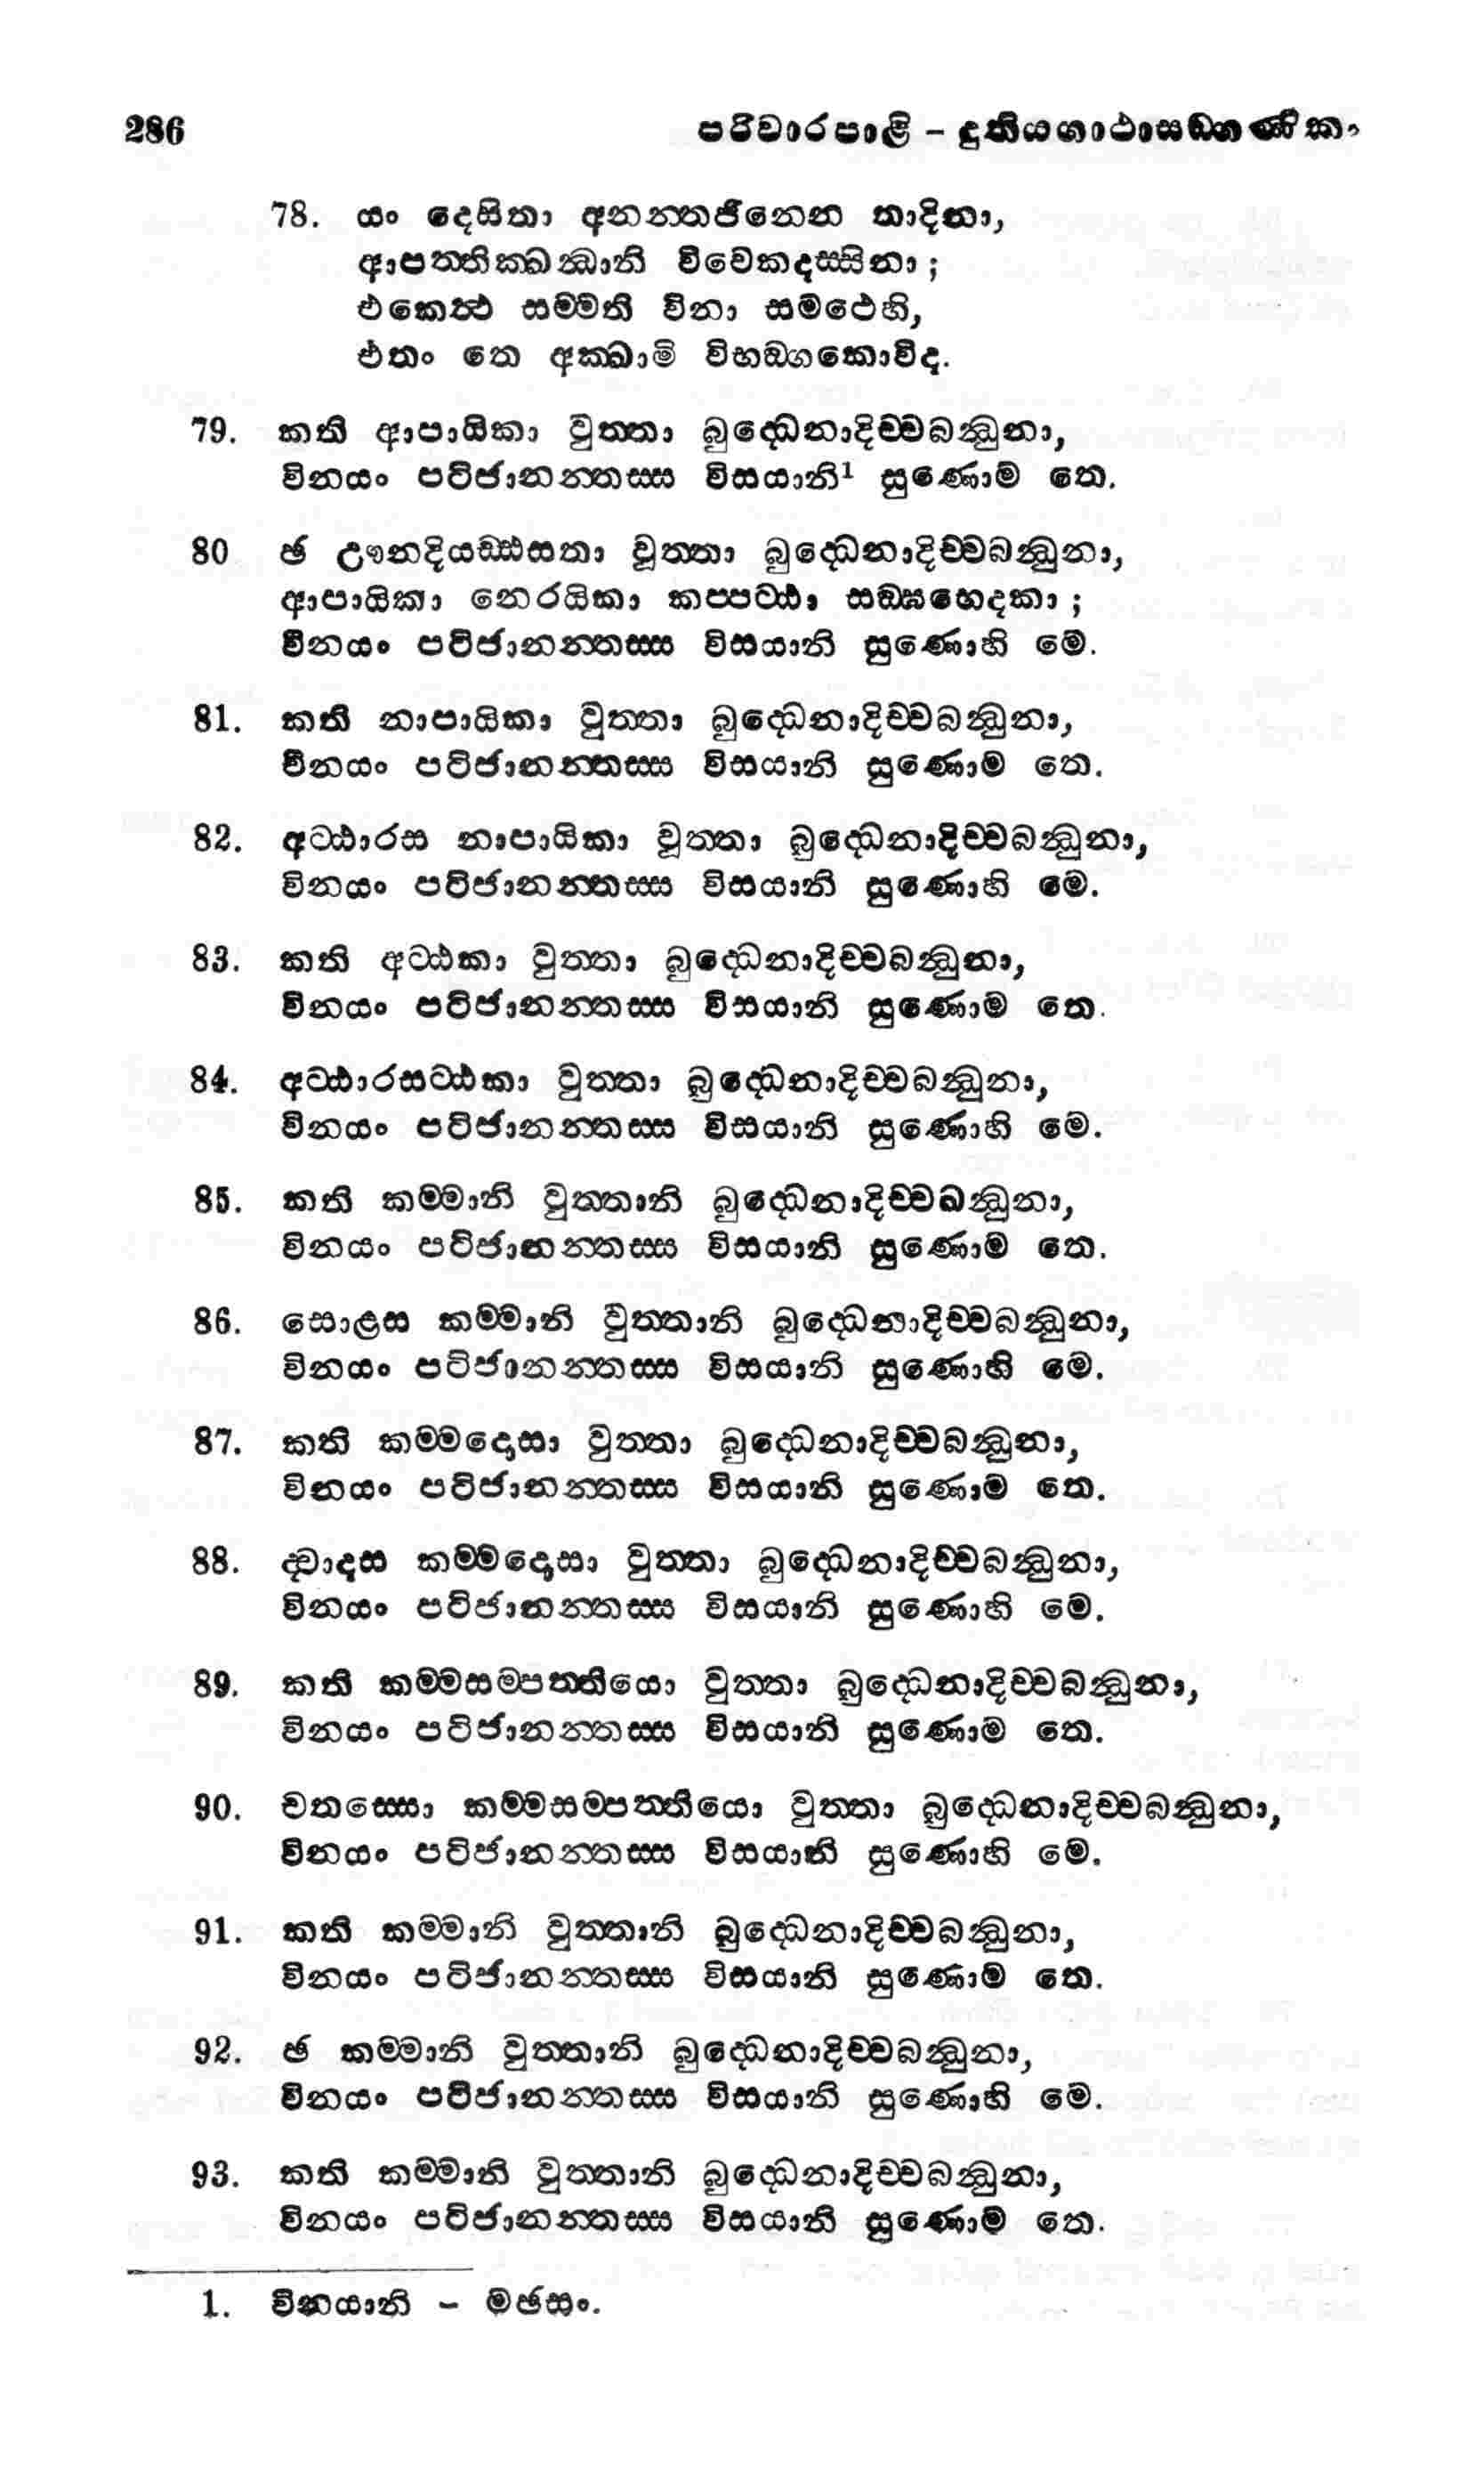 286 පරිවාරපාළි - දුතියගාථාසඞ්ගණිකා
78. යං දෙසිතා අනන්තජිනෙන තාදිනා,
ආපත්තික්ඛන්ධානි විවේකදස්සිනා ;
එකෙත්ථ සම්මති විනා සමථෙහි,
එතං තෙ අක්ඛාමි විභඞ්ගකොවිද.
79. කති ආපායිකා වුත්තා බුද්ධෙනාදිච්චබන්ධුනා,
විනයං පටිජානන්තස්ස විසයානි¹ සුණොම තෙ.
80 ඡ ඌනදියඩ්ඪසතා වූත්තා බුද්ධෙනාදිච්චබන්ධුනා,
ආපායිකා නෙරයිකා කප්පට්ඨා සඞ්ඝභෙදකා ;
විනයං පටිජානන්තස්ස විසයානි සුණොහි මෙ.
81. කති නාපායිකා වුත්තා බුද්ධෙනාදිච්චබන්ධුනා,
විනයං පටිජානන්තස්ස විසයානි සුණොම තෙ.
82. අට්ඨාරස නාපායිකා වූත්තා බුද්ධෙනාදිච්චබන්ධුනා,
විනයං පටිජානන්තස්ස විසයානි සුණොහි මෙ.
83. කති අට්ඨකා වුත්තා බුද්ධෙනාදිච්චබන්ධුනා,
විනයං පටිජානන්තස්ස විසයානි සුණොම තෙ.
84. අට්ඨාරසට්ඨකා වුත්තා බුද්ධෙනාදිච්චබන්ධුනා,
විනයං පටිජානන්තස්ස විසයානි සුණොහි මෙ.
85. කති කම්මානි වුත්තානි බුද්ධෙනාදිච්චබන්ධුනා,
විනයං පටිජානන්තස්ස විසයානි සුණොම තෙ.
86. සොළස කම්මානි වුත්තානි බුද්ධෙනාදිච්චබන්ධුනා,
විනයං පටිජානන්තස්ස විසයානි සුණොහි මෙ.
87. කති කම්මදොසා වුත්තා බුද්ධෙනාදිච්චබන්ධුනා,
විනයං පටිජානන්තස්ස විසයානි සුණොම තෙ.
88. ද්වාදස කම්මදොසා වුත්තා බුද්ධෙනාදිච්චබන්ධුනා,
විනයං පටිජානන්තස්ස විසයානි සුණොහි මෙ.
89. කති කම්මසම්පත්තියො වුත්තා බුද්ධෙනාදිච්චබන්ධුනා,
විනයං පටිජානන්තස්ස විසයානි සුණොම තෙ.
90. චතස්සො කම්මසම්පත්තියො වුත්තා බුද්ධෙනාදිච්චබන්ධුනා,
විනයං පටිජානන්තස්ස විසයානි සුණොහි මෙ.
91. කති කම්මානි වුත්තානි බුද්ධෙනාදිච්චබන්ධුනා,
විනයං පටිජානන්තස්ස විසයානි සුණොම තෙ.
92. ඡ කම්මානි වුත්තානි බුද්ධෙනාදිච්චබන්ධුනා,
විනයං පටිජානන්තස්ස විසයානි සුණොහි මෙ.
93. කති කම්මානි වුත්තානි බුද්ධෙනාදිච්චබන්ධුනා,
විනයං පටිජානන්තස්ස විසයානි සුණොම තෙ.
1. විනයානි - මඡසං.